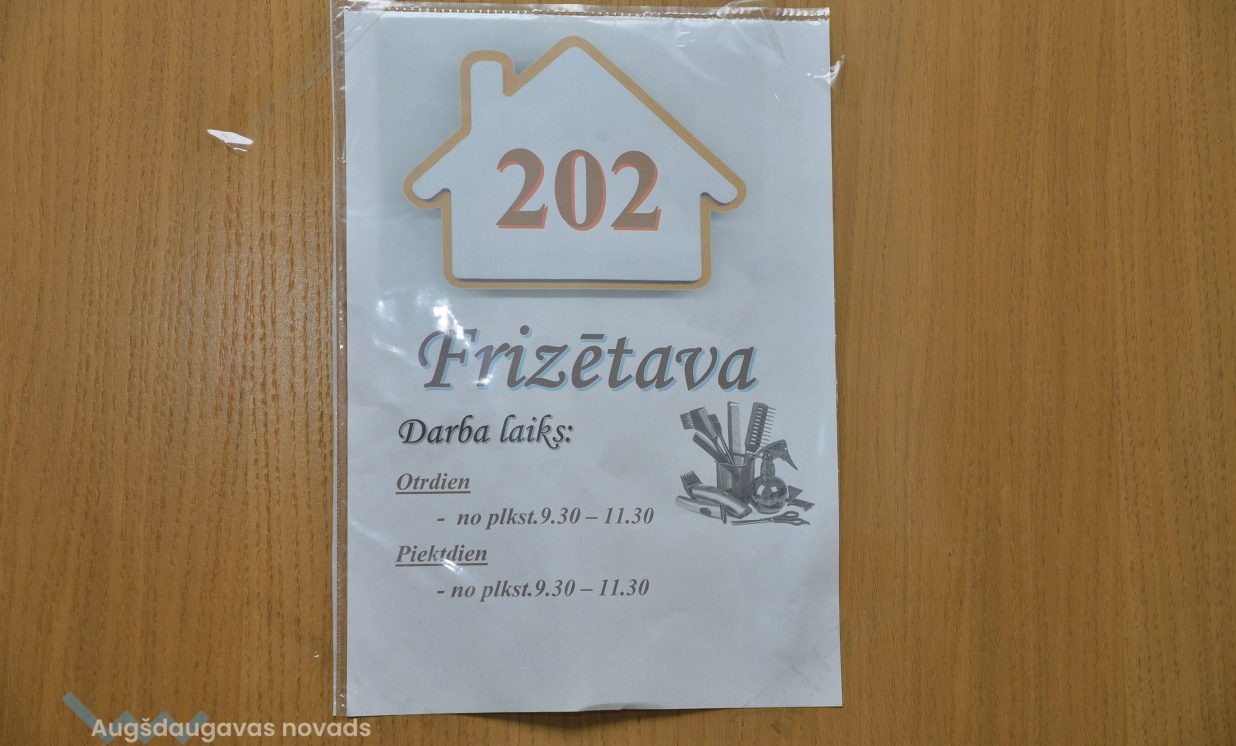 202
Frizētava
Darba laiks:
Otrdien
- no plkst.9.30 – 11.30
Piektdien
- no plkst.9.30 – 11.30
Augšdaugavas novads